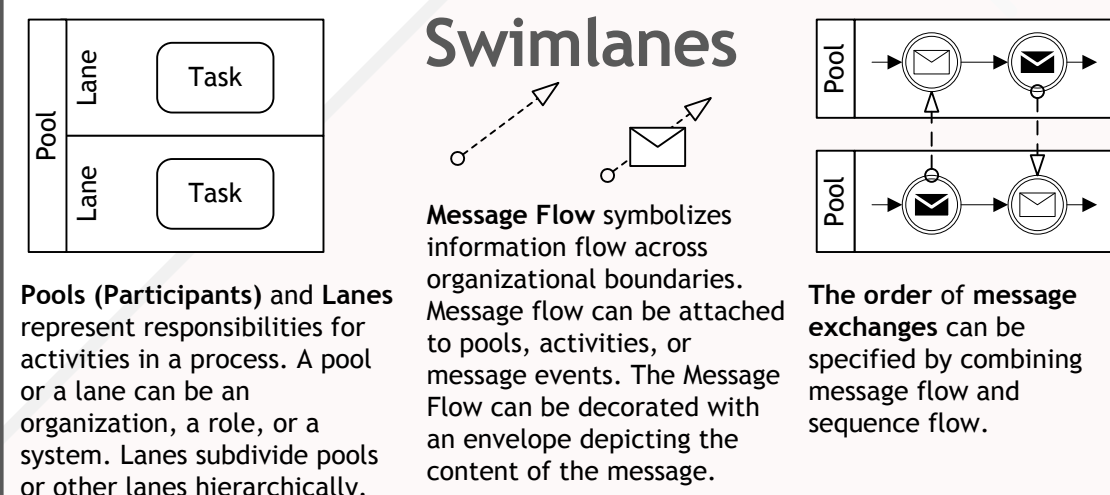 Swimlanes
Pool
Lane
Task
Lane
Task
Pools (Participants) and Lanes
represent responsibilities for
activities in a process. A pool
or a lane can be an
organization, a role, or a
system. Lanes subdivide pools
or other lanes hierarchically.
Message Flow symbolizes
information flow across
organizational boundaries.
Message flow can be attached
to pools, activities, or
message events. The Message
Flow can be decorated with
an envelope depicting the
content of the message.
Pool
Pool
The order of message
exchanges can be
specified by combining
message flow and
sequence flow.